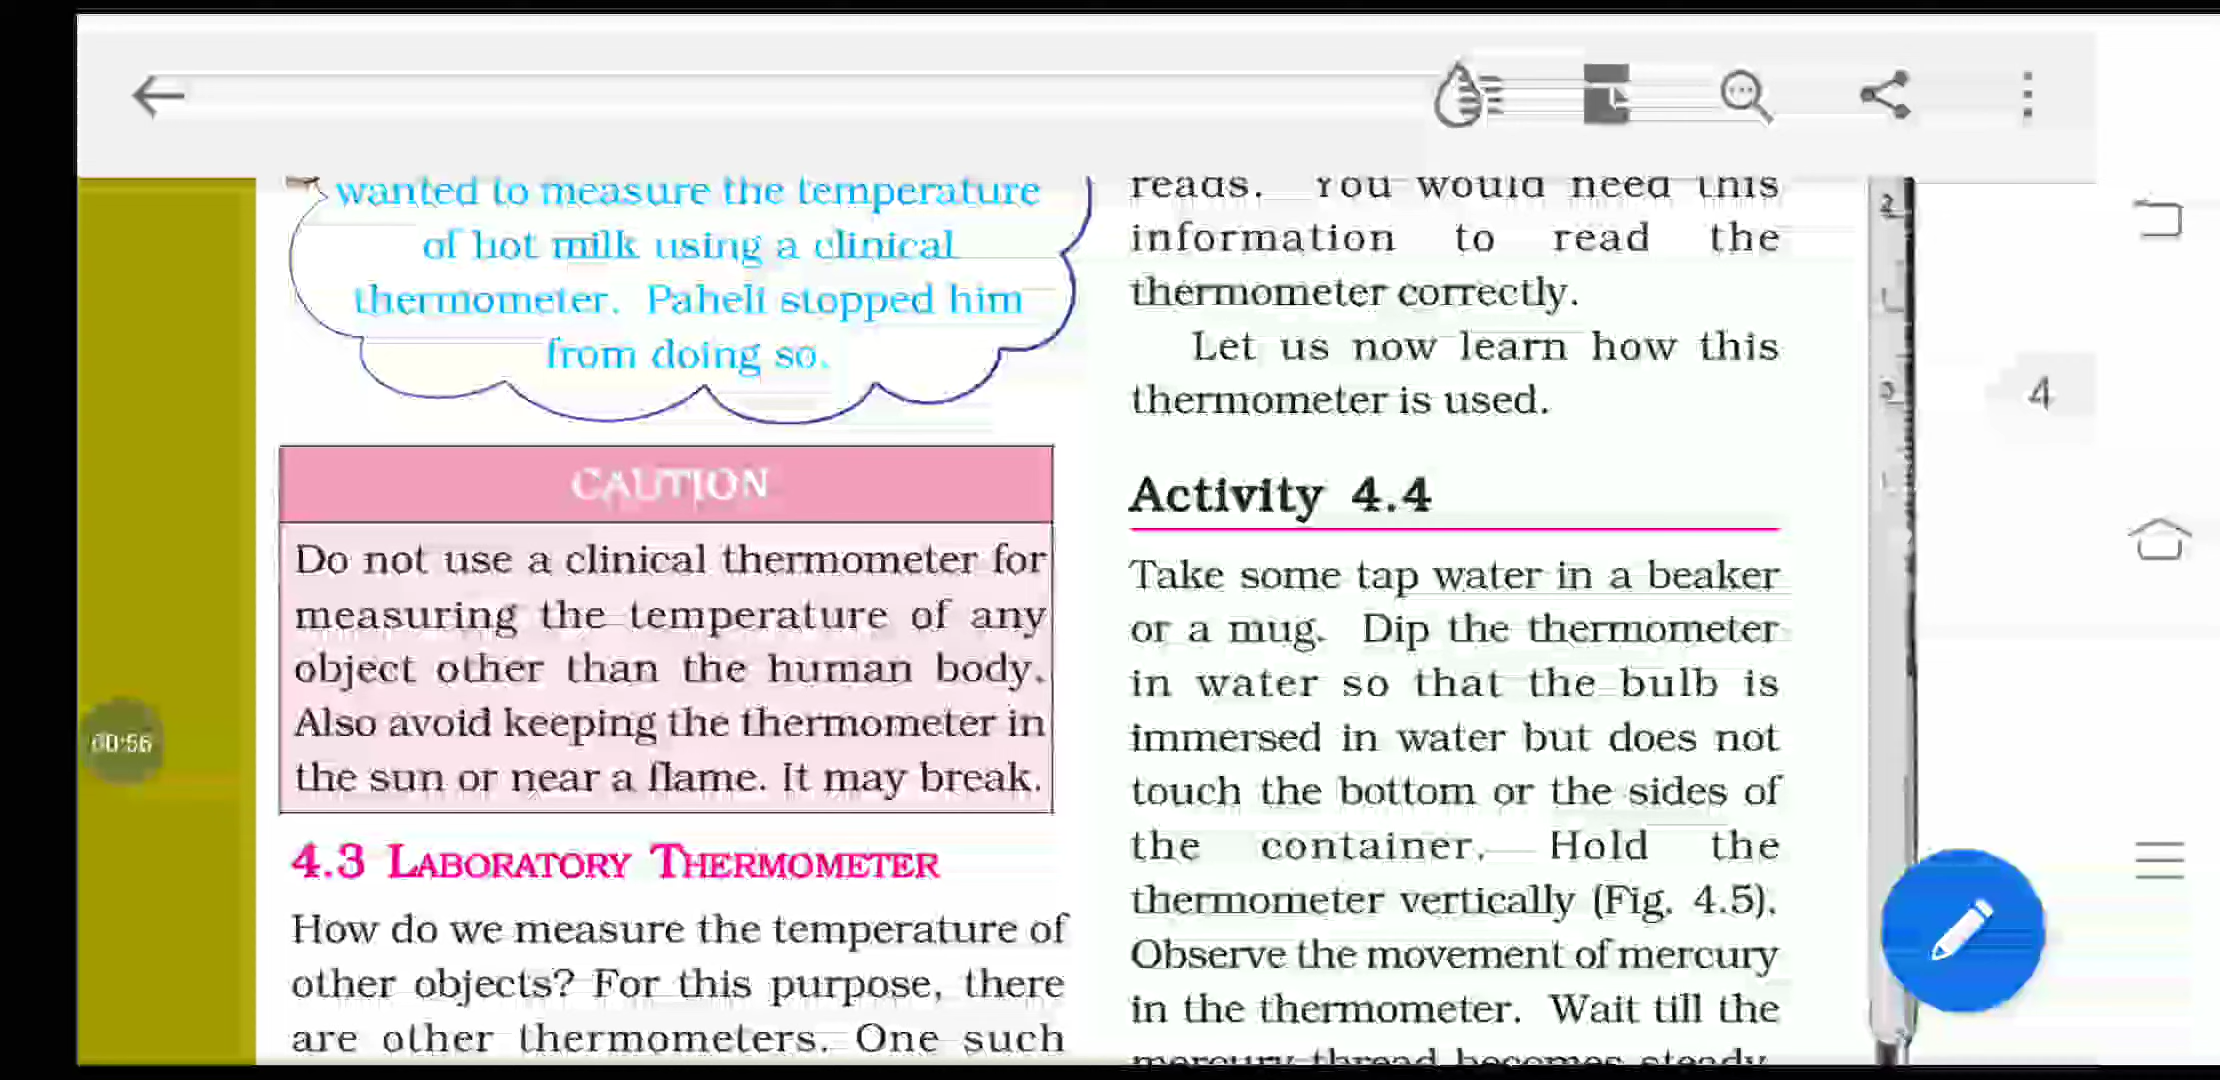 wanted to measure the temperature
of hot milk using a clinical
thermometer. Paheli stopped him
from doing so.
CAUTION
Do not use a clinical thermometer for
measuring the temperature of any
object other than the human body.
Also avoid keeping the thermometer in
the sun or near a flame. It may break.
4.3 LABORATORY THERMOMETER
How do we measure the temperature of
other objects? For this purpose, there
are other thermometers. One such
reads. You would need this
information to read the
thermometer correctly.
Let us now learn how this
thermometer is used.
Activity 4.4
Take some tap water in a beaker
or a mug. Dip the thermometer
in water so that the bulb is
immersed in water but does not
touch the bottom or the sides of
the container. Hold the
thermometer vertically (Fig. 4.5).
Observe the movement of mercury
in the thermometer. Wait till the
mercury thread becomes steady.
4
00:56